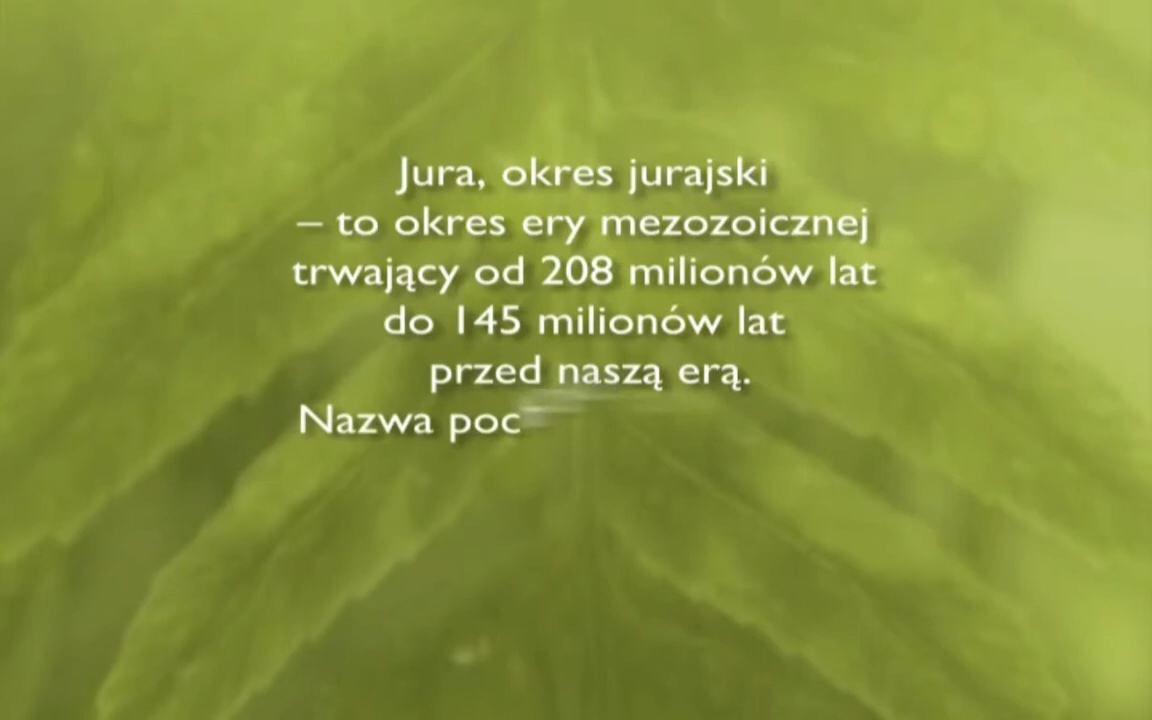 Jura, okres jurajski
– to okres ery mezozoicznej
trwający od 208 milionów lat
do 145 milionów lat
przed naszą erą.
Nazwa poc